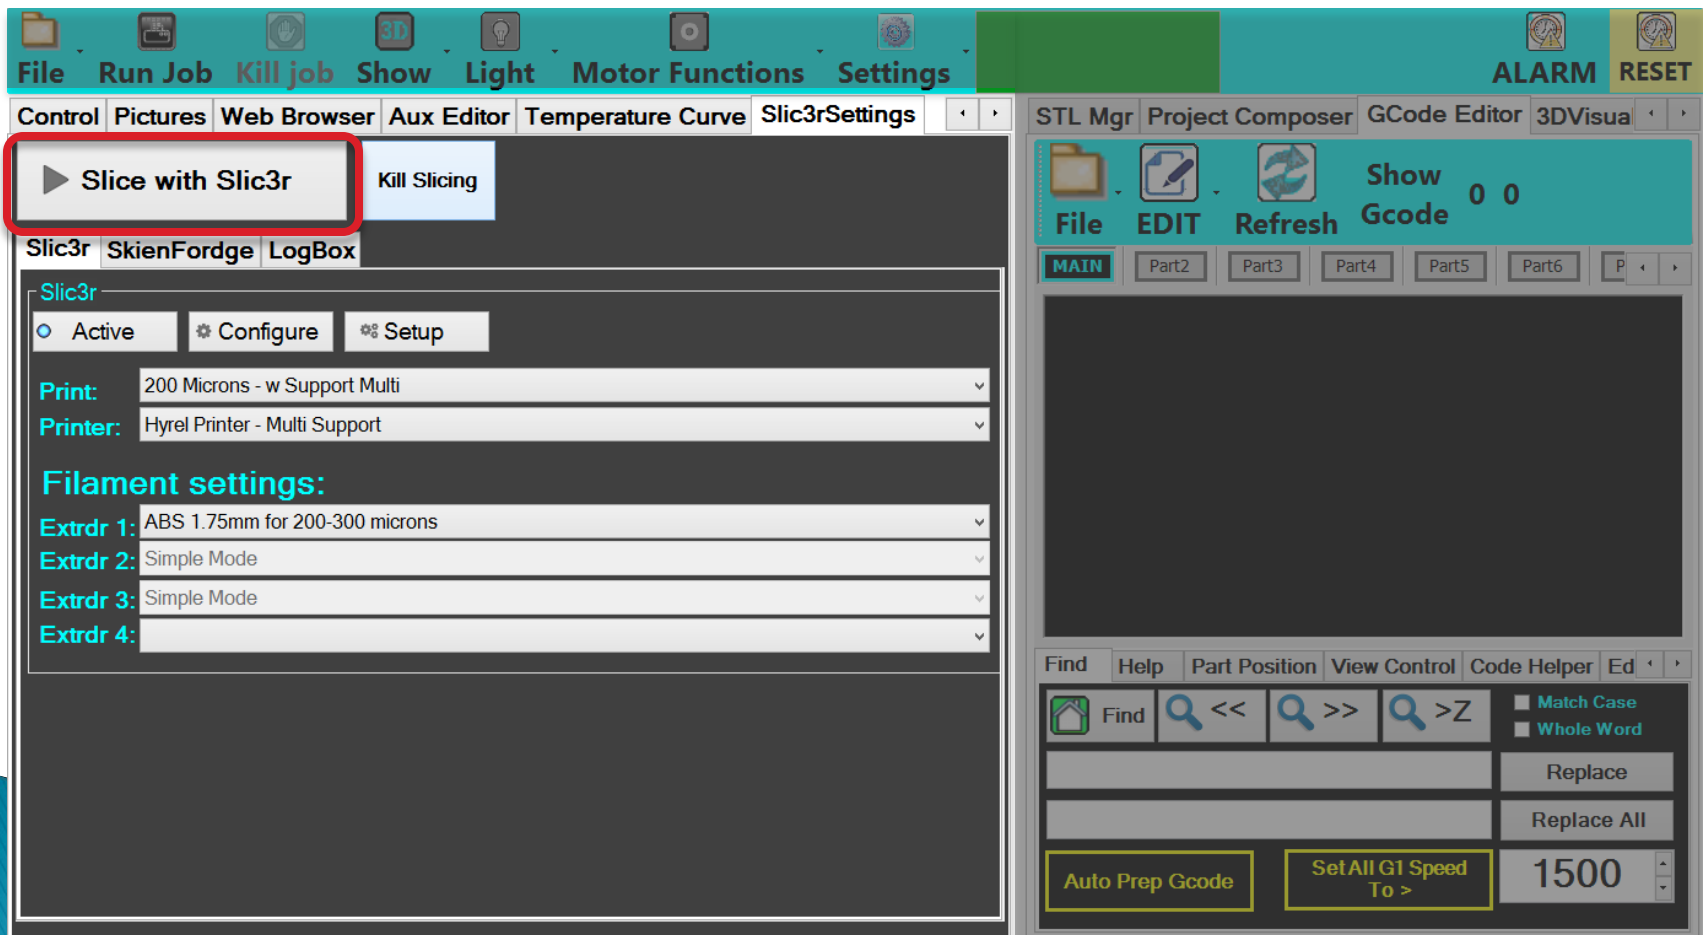 File Run Job Kill job Show Light Motor Functions Settings ALARM RESET
Control Pictures Web Browser Aux Editor Temperature Curve Slic3rSettings
Slice with Slic3r Kill Slicing
Slic3r SkienFordge LogBox
Slic3r
Active Configure Setup
Print: 200 Microns - w Support Multi
Printer: Hyrel Printer - Multi Support
Filament settings:
Extrdr 1: ABS 1.75mm for 200-300 microns
Extrdr 2: Simple Mode
Extrdr 3: Simple Mode
Extrdr 4:
STL Mgr Project Composer GCode Editor 3DVisua
File EDIT Refresh Show Gcode 0 0
MAIN Part2 Part3 Part4 Part5 Part6 P
Find Help Part Position View Control Code Helper Ed
Find << >> >Z Match Case
Whole Word
Replace
Replace All
Auto Prep Gcode Set All G1 Speed To > 1500
3D